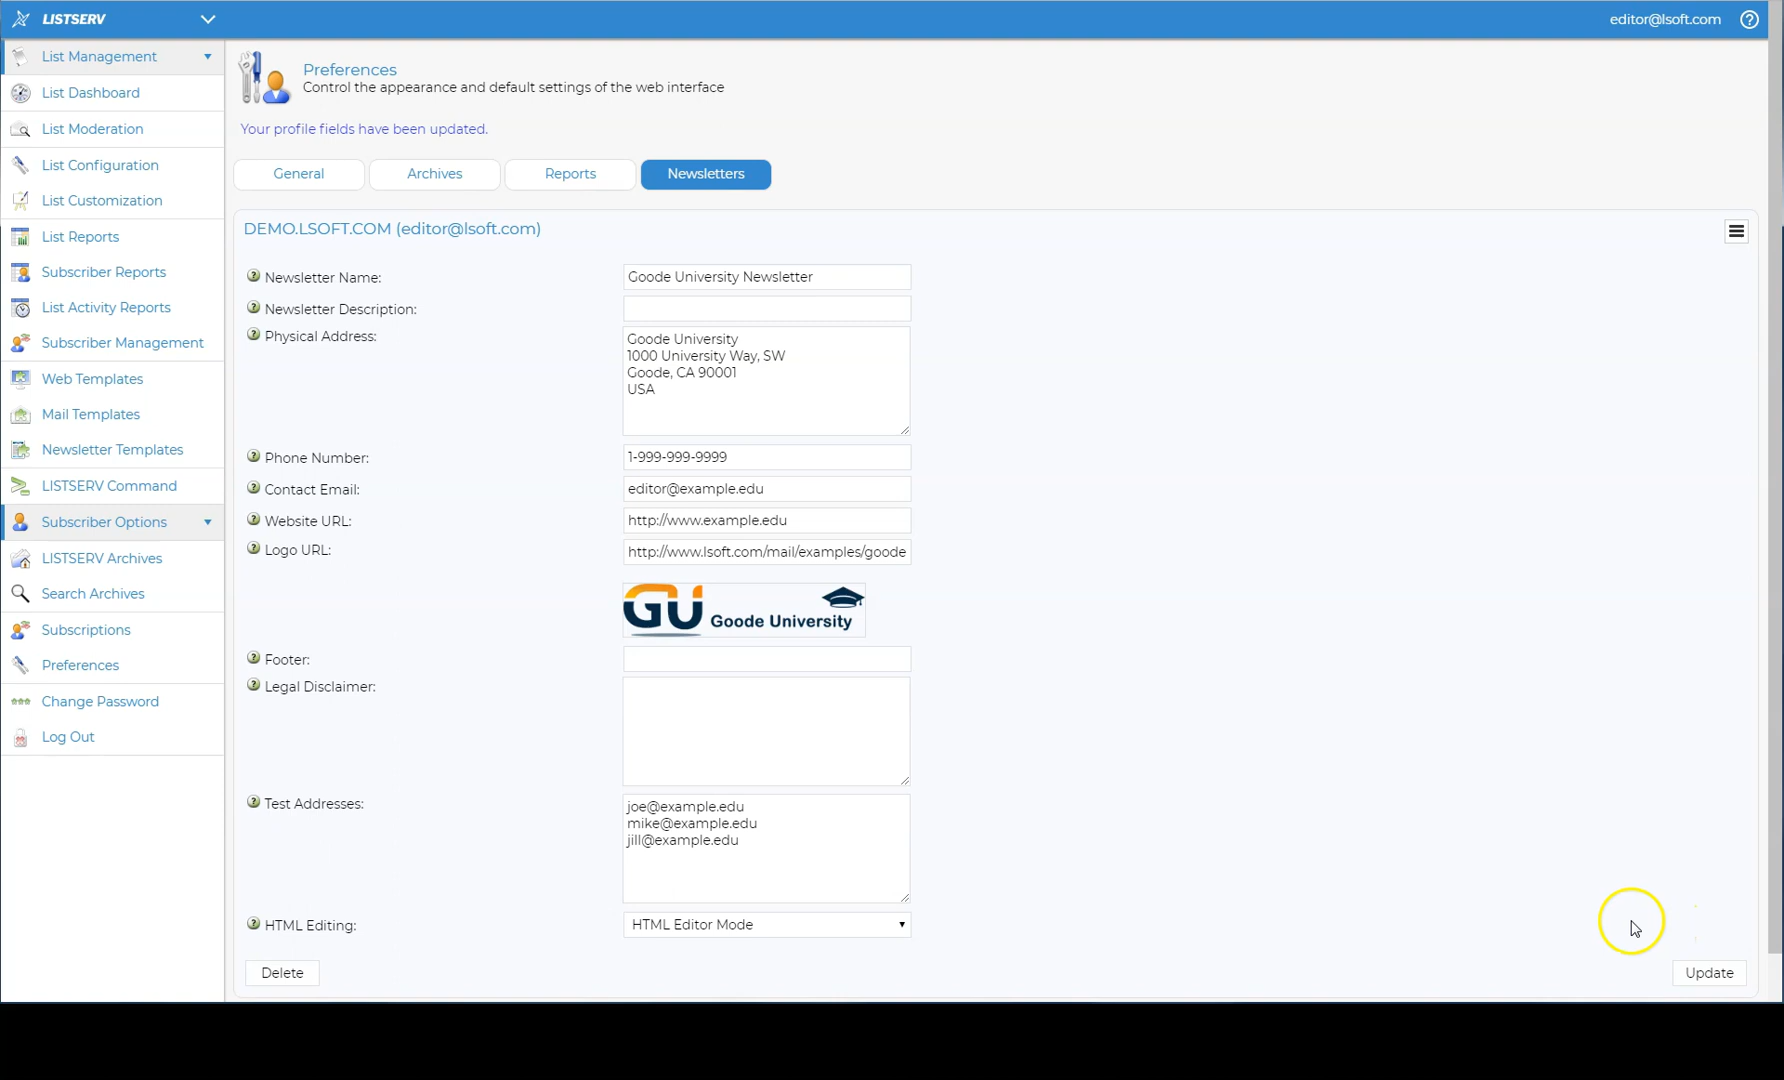 LISTSERV
editor@lsoft.com
List Management
List Dashboard
List Moderation
List Configuration
List Customization
List Reports
Subscriber Reports
List Activity Reports
Subscriber Management
Web Templates
Mail Templates
Newsletter Templates
LISTSERV Command
Subscriber Options
LISTSERV Archives
Search Archives
Subscriptions
Preferences
Change Password
Log Out
Preferences
Control the appearance and default settings of the web interface
Your profile fields have been updated.
General
Archives
Reports
Newsletters
DEMO.LSOFT.COM (editor@lsoft.com)
Newsletter Name:
Goode University Newsletter
Newsletter Description:
Physical Address:
Goode University
1000 University Way, SW
Goode, CA 90001
USA
Phone Number:
1-999-999-9999
Contact Email:
editor@example.edu
Website URL:
http://www.example.edu
Logo URL:
http://www.lsoft.com/mail/examples/goode
GU Goode University
Footer:
Legal Disclaimer:
Test Addresses:
joe@example.edu
mike@example.edu
jill@example.edu
HTML Editing:
HTML Editor Mode
Delete
Update